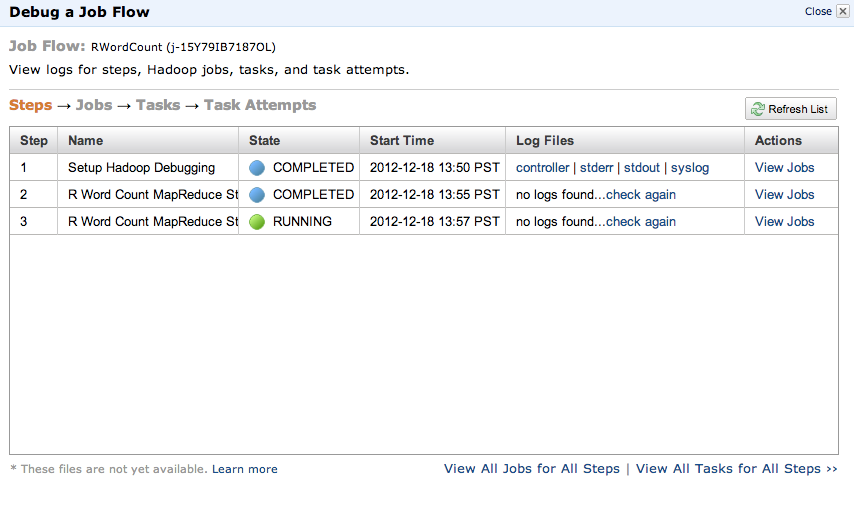 Debug a Job Flow Close
Job Flow: RWordCount (j-15Y79IB7187OL)
View logs for steps, Hadoop jobs, tasks, and task attempts.
Steps → Jobs → Tasks → Task Attempts Refresh List
Step Name State Start Time Log Files Actions
1 Setup Hadoop Debugging COMPLETED 2012-12-18 13:50 PST controller | stderr | stdout | syslog View Jobs
2 R Word Count MapReduce St COMPLETED 2012-12-18 13:55 PST no logs found...check again View Jobs
3 R Word Count MapReduce St RUNNING 2012-12-18 13:57 PST no logs found...check again View Jobs
* These files are not yet available. Learn more View All Jobs for All Steps | View All Tasks for All Steps >>